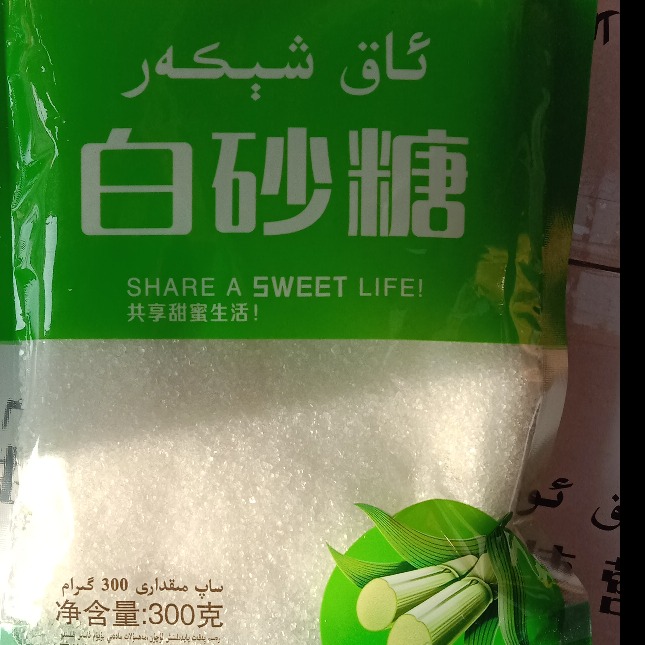 ئاق شېكەر
白砂糖
SHARE A SWEET LIFE!
共享甜蜜生活!
ساپ مىقدارى 300 گىرام
净含量:300克